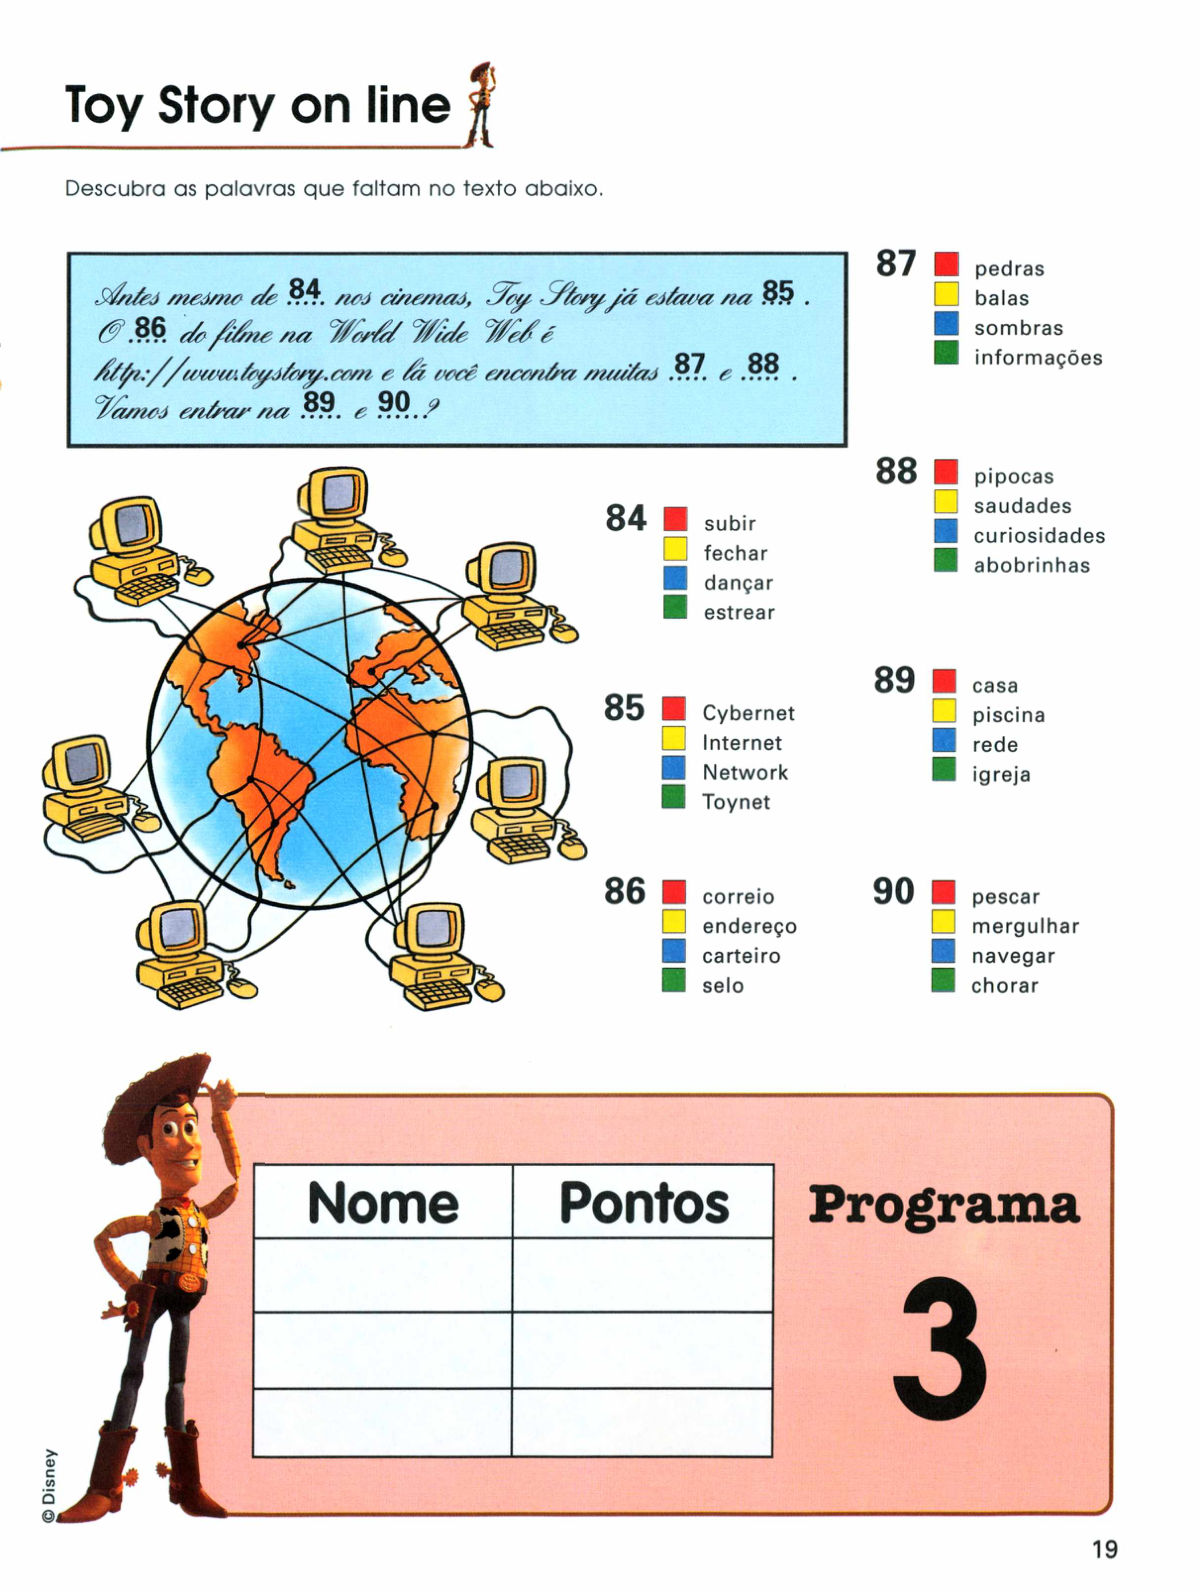 Toy Story on line
Descubra as palavras que faltam no texto abaixo.
Antes mesmo de 84 nos cinemas, Toy Story já estava na 85 .
O 86 do filme na World Wide Web é
http://www.toystory.com e lá você encontra muitas 87 e 88 .
Vamos entrar na 89 e 90 ?
84
subir
fechar
dançar
estrear
85
Cybernet
Internet
Network
Toynet
86
correio
endereço
carteiro
selo
87
pedras
balas
sombras
informações
88
pipocas
saudades
curiosidades
abobrinhas
89
casa
piscina
rede
igreja
90
pescar
mergulhar
navegar
chorar
Nome Pontos
Programa
3
© Disney
19